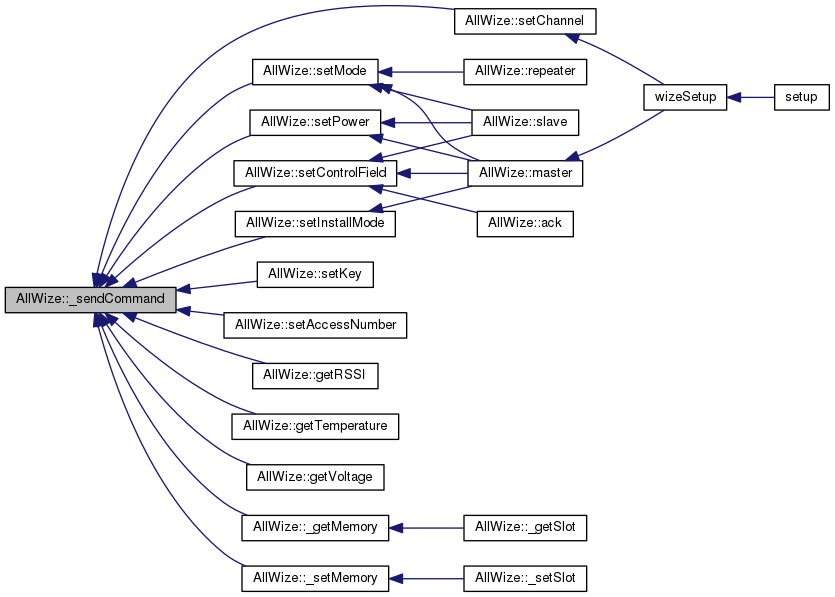 AllWize::setChannel
AllWize::setMode
AllWize::repeater
wizeSetup
setup
AllWize::setPower
AllWize::slave
AllWize::setControlField
AllWize::master
AllWize::setInstallMode
AllWize::ack
AllWize::setKey
AllWize::_sendCommand
AllWize::setAccessNumber
AllWize::getRSSI
AllWize::getTemperature
AllWize::getVoltage
AllWize::_getMemory
AllWize::_getSlot
AllWize::_setMemory
AllWize::_setSlot